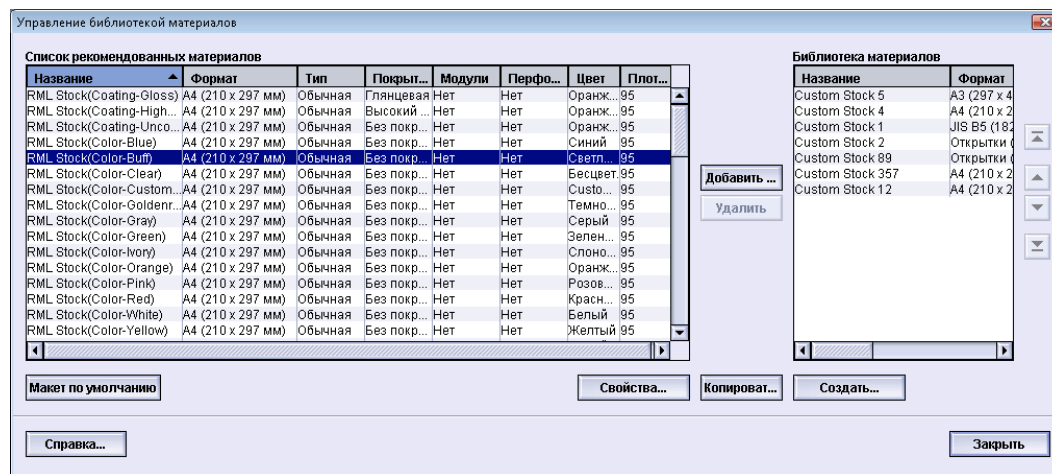 Управление библиотекой материалов
Список рекомендованных материалов
Название Формат Тип Покрыт... Модули Перфо... Цвет Плот...
RML Stock(Coating-Gloss) A4 (210 x 297 мм) Обычная Глянцевая Нет Нет Оранж... 95
RML Stock(Coating-High... A4 (210 x 297 мм) Обычная Высокий ... Нет Нет Оранж... 95
RML Stock(Coating-Unco... A4 (210 x 297 мм) Обычная Без покр... Нет Нет Оранж... 95
RML Stock(Color-Blue) A4 (210 x 297 мм) Обычная Без покр... Нет Нет Синий 95
RML Stock(Color-Buff) A4 (210 x 297 мм) Обычная Без покр... Нет Нет Светл... 95
RML Stock(Color-Clear) A4 (210 x 297 мм) Обычная Без покр... Нет Нет Бесцвет. 95
RML Stock(Color-Custom... A4 (210 x 297 мм) Обычная Без покр... Нет Нет Custo... 95
RML Stock(Color-Goldenr... A4 (210 x 297 мм) Обычная Без покр... Нет Нет Темно... 95
RML Stock(Color-Gray) A4 (210 x 297 мм) Обычная Без покр... Нет Нет Серый 95
RML Stock(Color-Green) A4 (210 x 297 мм) Обычная Без покр... Нет Нет Зелен... 95
RML Stock(Color-Ivory) A4 (210 x 297 мм) Обычная Без покр... Нет Нет Слоно... 95
RML Stock(Color-Orange) A4 (210 x 297 мм) Обычная Без покр... Нет Нет Оранж... 95
RML Stock(Color-Pink) A4 (210 x 297 мм) Обычная Без покр... Нет Нет Розов... 95
RML Stock(Color-Red) A4 (210 x 297 мм) Обычная Без покр... Нет Нет Красн... 95
RML Stock(Color-White) A4 (210 x 297 мм) Обычная Без покр... Нет Нет Белый 95
RML Stock(Color-Yellow) A4 (210 x 297 мм) Обычная Без покр... Нет Нет Желтый 95
Добавить ...
Удалить
Библиотека материалов
Название Формат
Custom Stock 5 A3 (297 x 4
Custom Stock 4 A4 (210 x 2
Custom Stock 1 JIS B5 (182
Custom Stock 2 Открытки (
Custom Stock 89 Открытки (
Custom Stock 357 A4 (210 x 2
Custom Stock 12 A4 (210 x 2
Макет по умолчанию Свойства... Копироват... Создать...
Справка... Закрыть